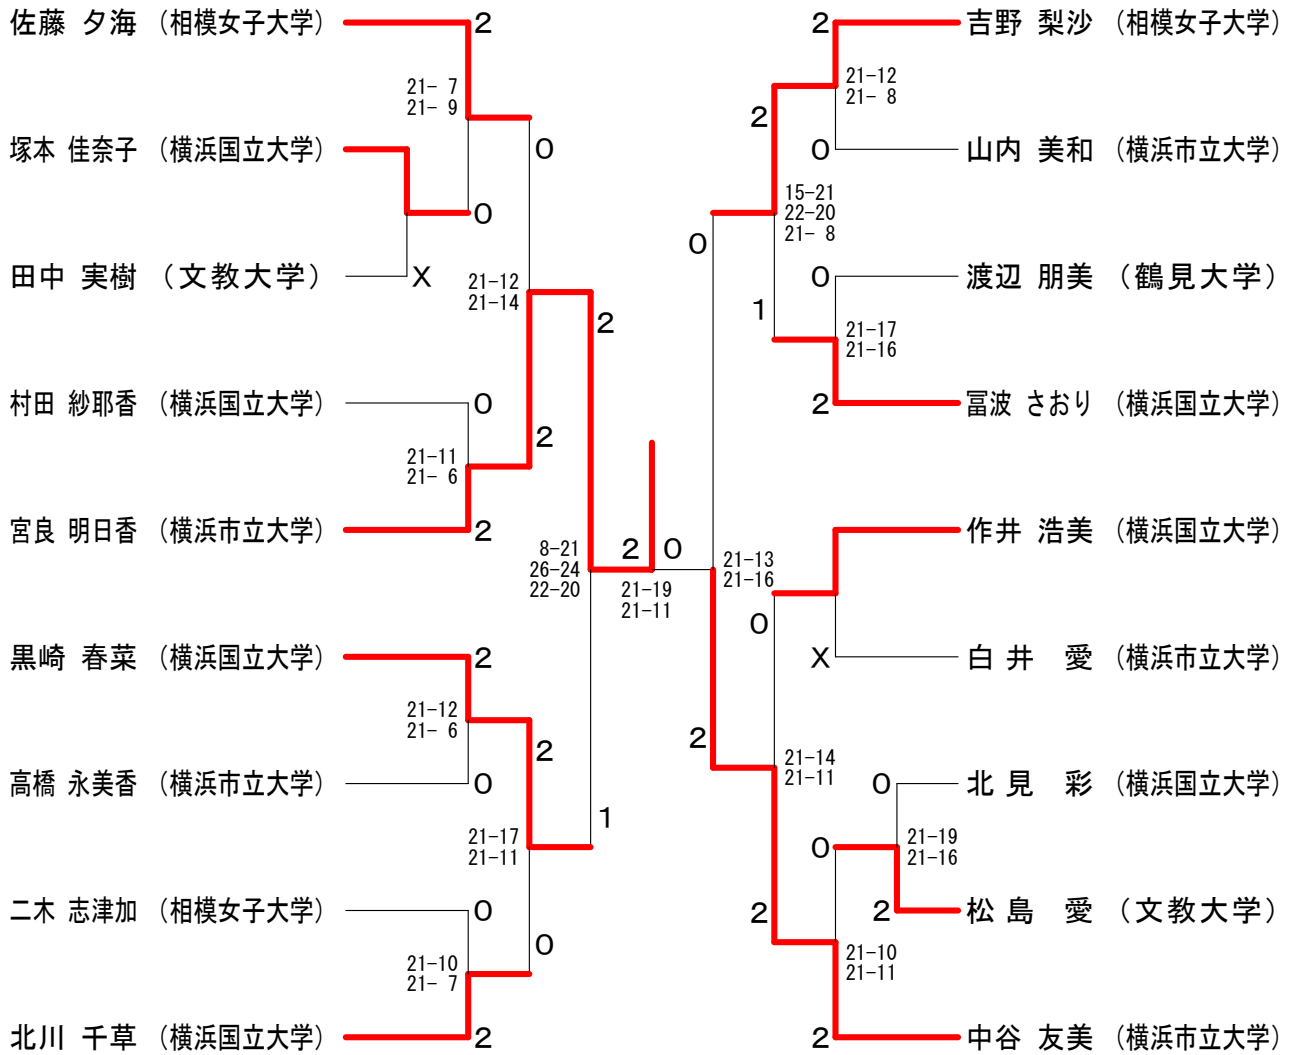 佐藤 夕海 (相模女子大学) 2
21- 7
21- 9
0
塚本 佳奈子 (横浜国立大学)
0
田中 実樹 (文教大学) X
21-12
21-14
2
村田 紗耶香 (横浜国立大学) 0
2
21-11
21- 6
宮良 明日香 (横浜市立大学) 2
8-21
26-24
22-20
2 0
21-19
21-11
黒崎 春菜 (横浜国立大学) 2
21-12
21- 6
2
高橋 永美香 (横浜市立大学) 0
1
21-17
21-11
二木 志津加 (相模女子大学) 0
0
21-10
21- 7
北川 千草 (横浜国立大学) 2
2 吉野 梨沙 (相模女子大学)
21-12
21- 8
2
0 山内 美和 (横浜市立大学)
15-21
22-20
21- 8
0
0 渡辺 朋美 (鶴見大学)
1
21-17
21-16
2 冨波 さおり (横浜国立大学)
作井 浩美 (横浜国立大学)
21-13
21-16
0
X 白井 愛 (横浜市立大学)
2
21-14
21-11
0 北見 彩 (横浜国立大学)
21-19
21-16
0
2 松島 愛 (文教大学)
2
21-10
21-11
2 中谷 友美 (横浜市立大学)